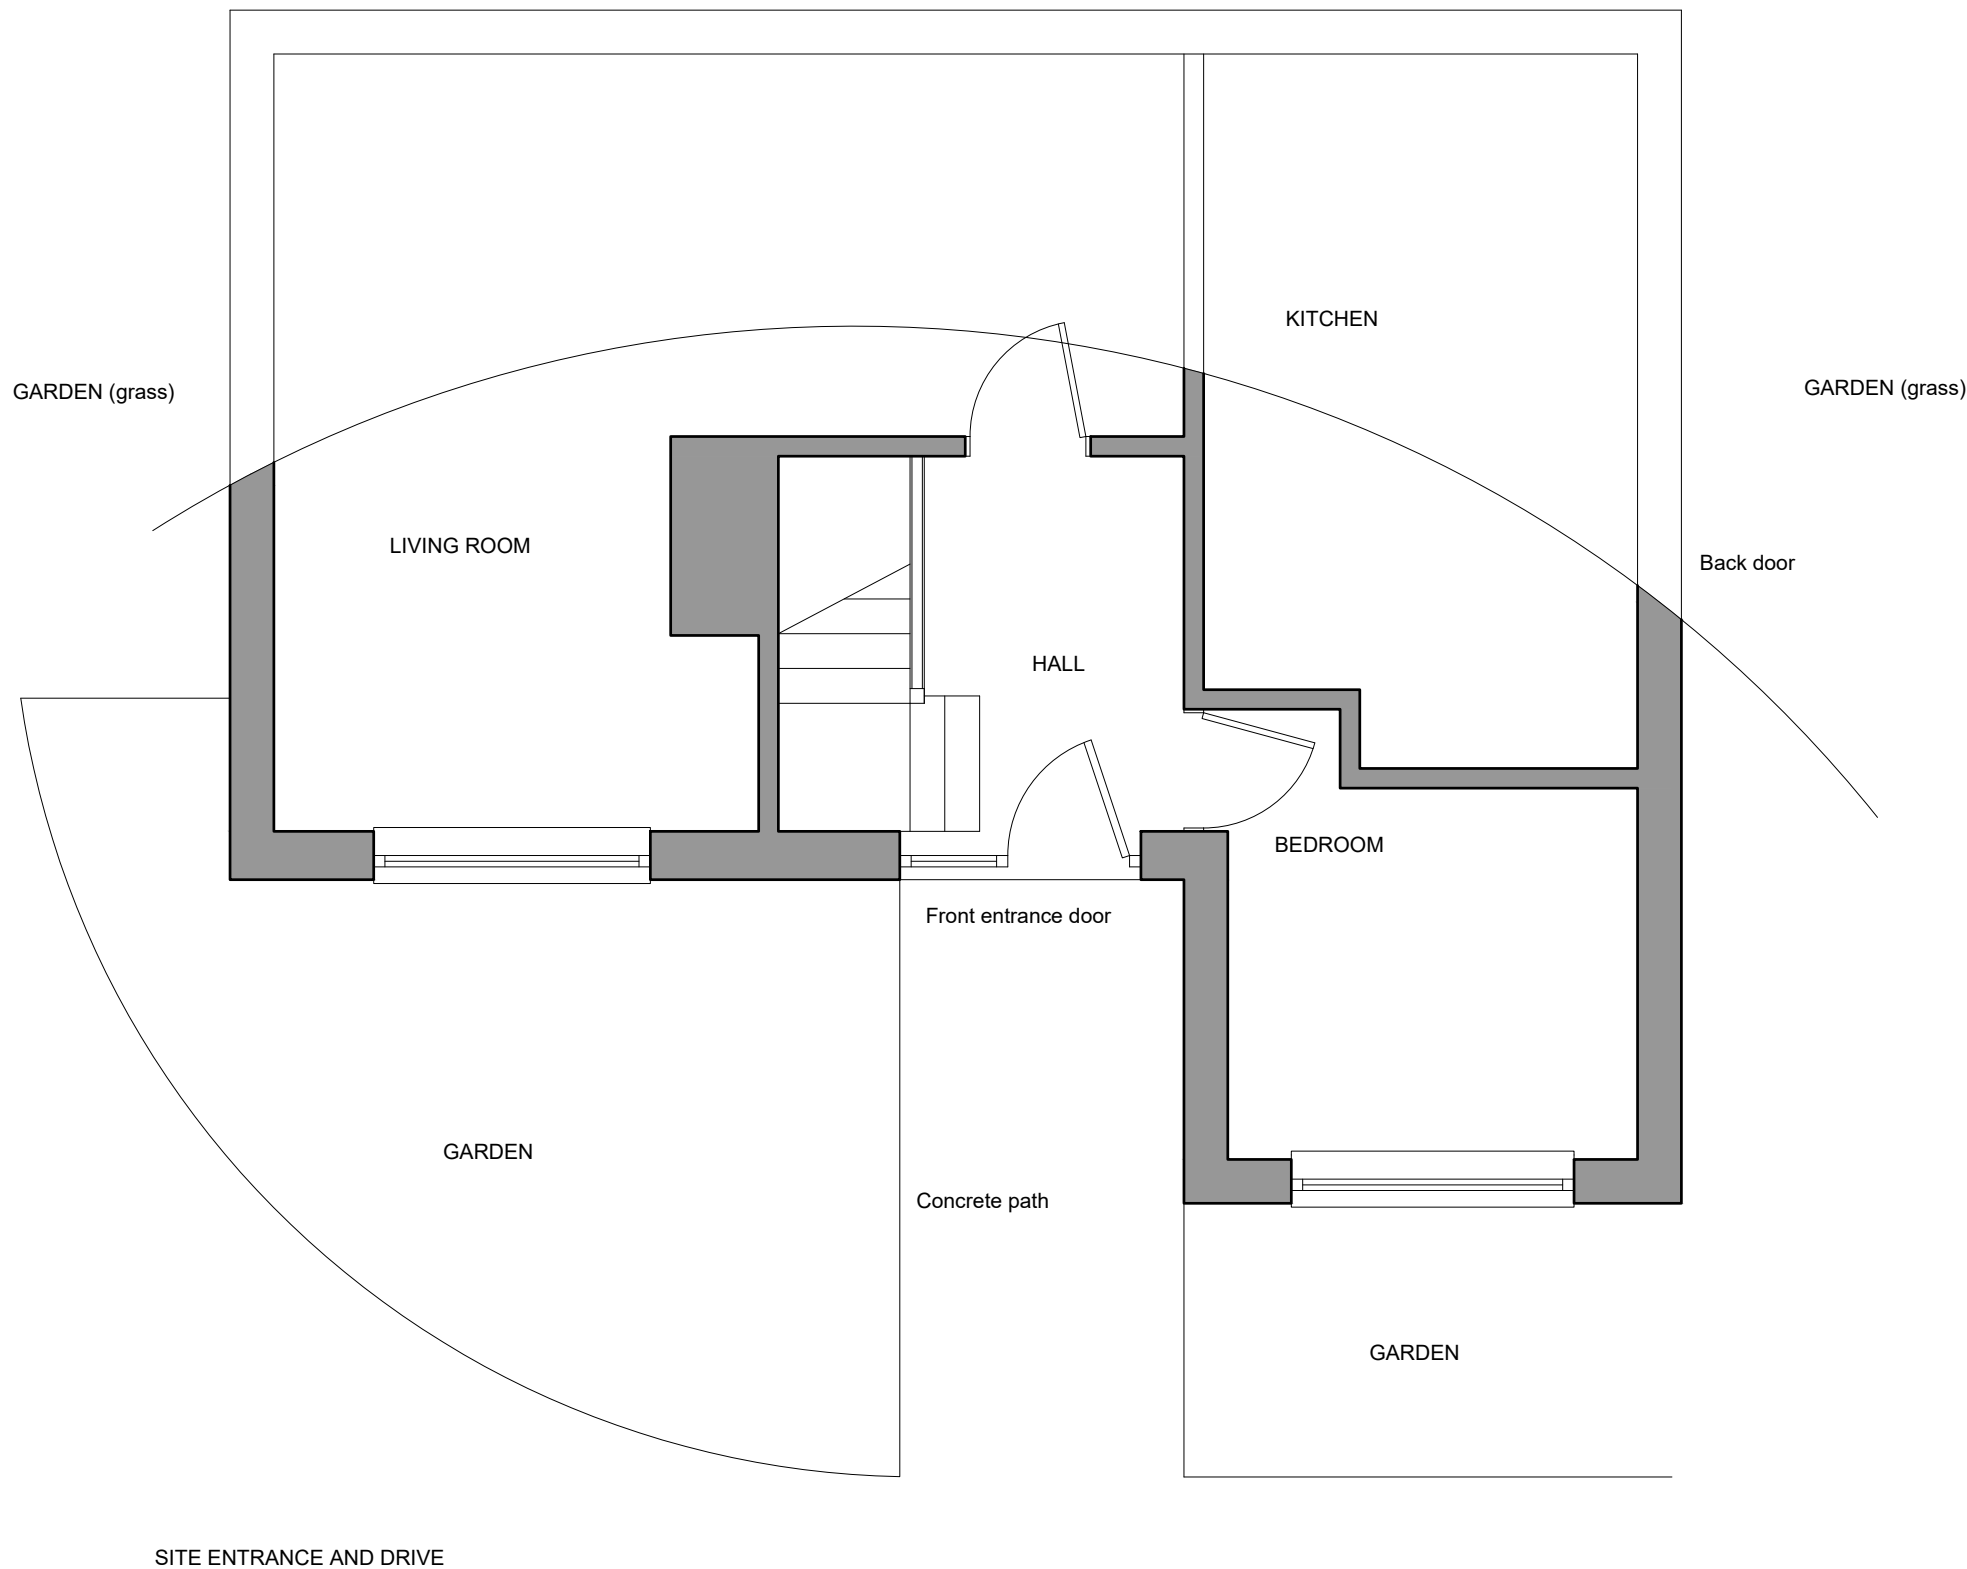 KITCHEN
GARDEN (grass)
GARDEN (grass)
LIVING ROOM
Back door
HALL
BEDROOM
Front entrance door
GARDEN
Concrete path
GARDEN
SITE ENTRANCE AND DRIVE